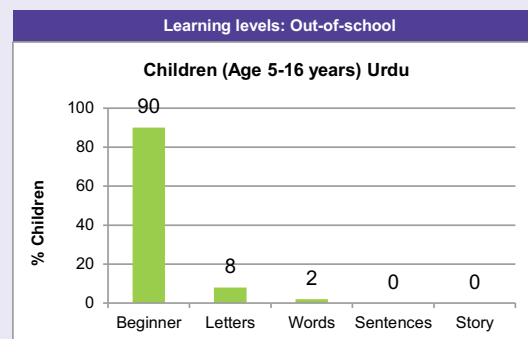 Learning levels: Out-of-school
Children (Age 5-16 years) Urdu
% Children
100
80
60
40
20
0
90
8
2
0
0
Beginner Letters Words Sentences Story